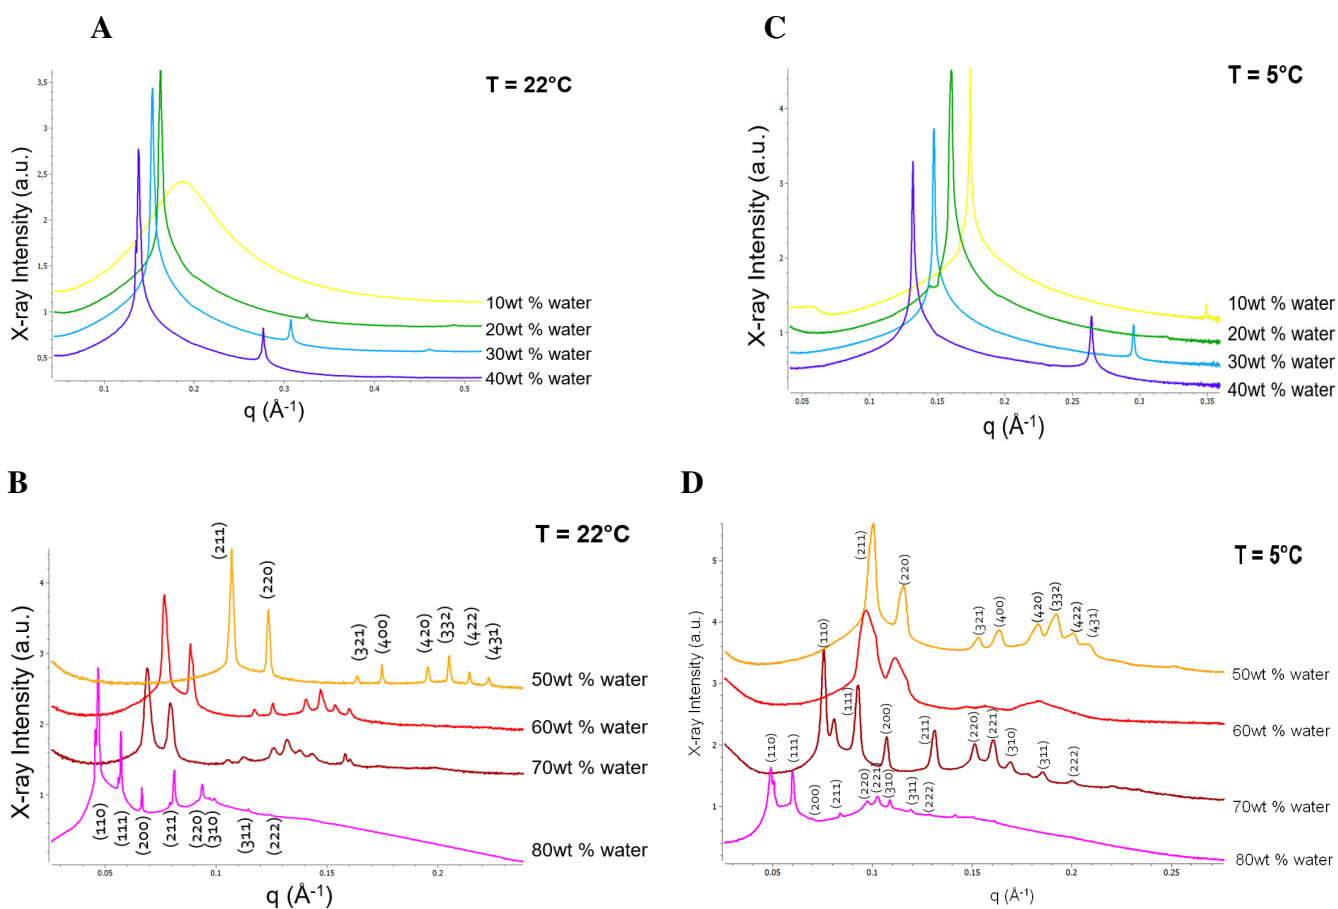 A
T = 22°C
X-ray Intensity (a.u.)
3,5
3
2,5
2
1,5
1
0,5
10wt % water
20wt % water
30wt % water
40wt % water
0.1
0.2
0.3
0.4
0.5
q (Å-1)
C
T = 5°C
X-ray Intensity (a.u.)
4
3
2
1
10wt % water
20wt % water
30wt % water
40wt % water
0.05
0.1
0.15
0.2
0.25
0.3
0.35
q (Å-1)
B
T = 22°C
X-ray Intensity (a.u.)
4
3
2
1
(211)
(220)
(321)
(400)
(420)
(332)
(422)
(431)
50wt % water
60wt % water
70wt % water
80wt % water
(110)
(111)
(200)
(211)
(220)
(310)
(311)
(222)
0.05
0.1
0.15
0.2
q (Å-1)
D
T = 5°C
X-ray Intensity (a.u.)
5
4
3
2
1
(211)
(220)
(321)
(400)
(420)
(332)
(422)
(431)
50wt % water
60wt % water
(110)
(111)
(200)
(211)
(220)
(221)
(310)
(311)
(222)
70wt % water
(110)
(111)
(200)
(211)
(220)
(221)
(310)
(311)
(222)
80wt % water
0.05
0.1
0.15
0.2
0.25
q (Å-1)